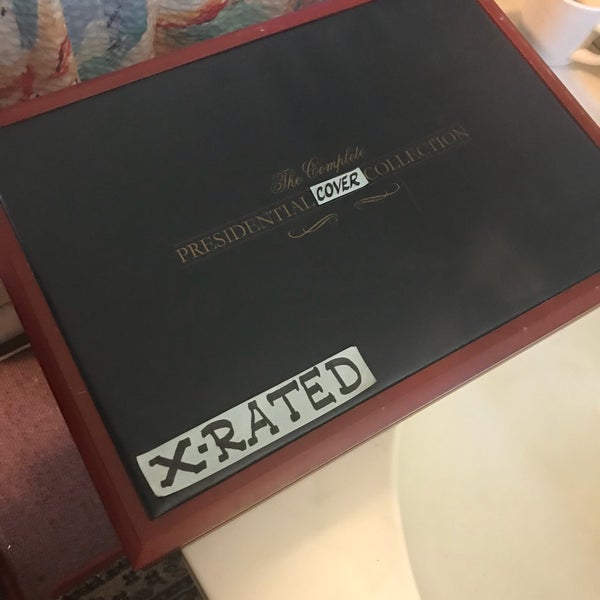 The Complete
PRESIDENTIAL COVER COLLECTION
X-RATED